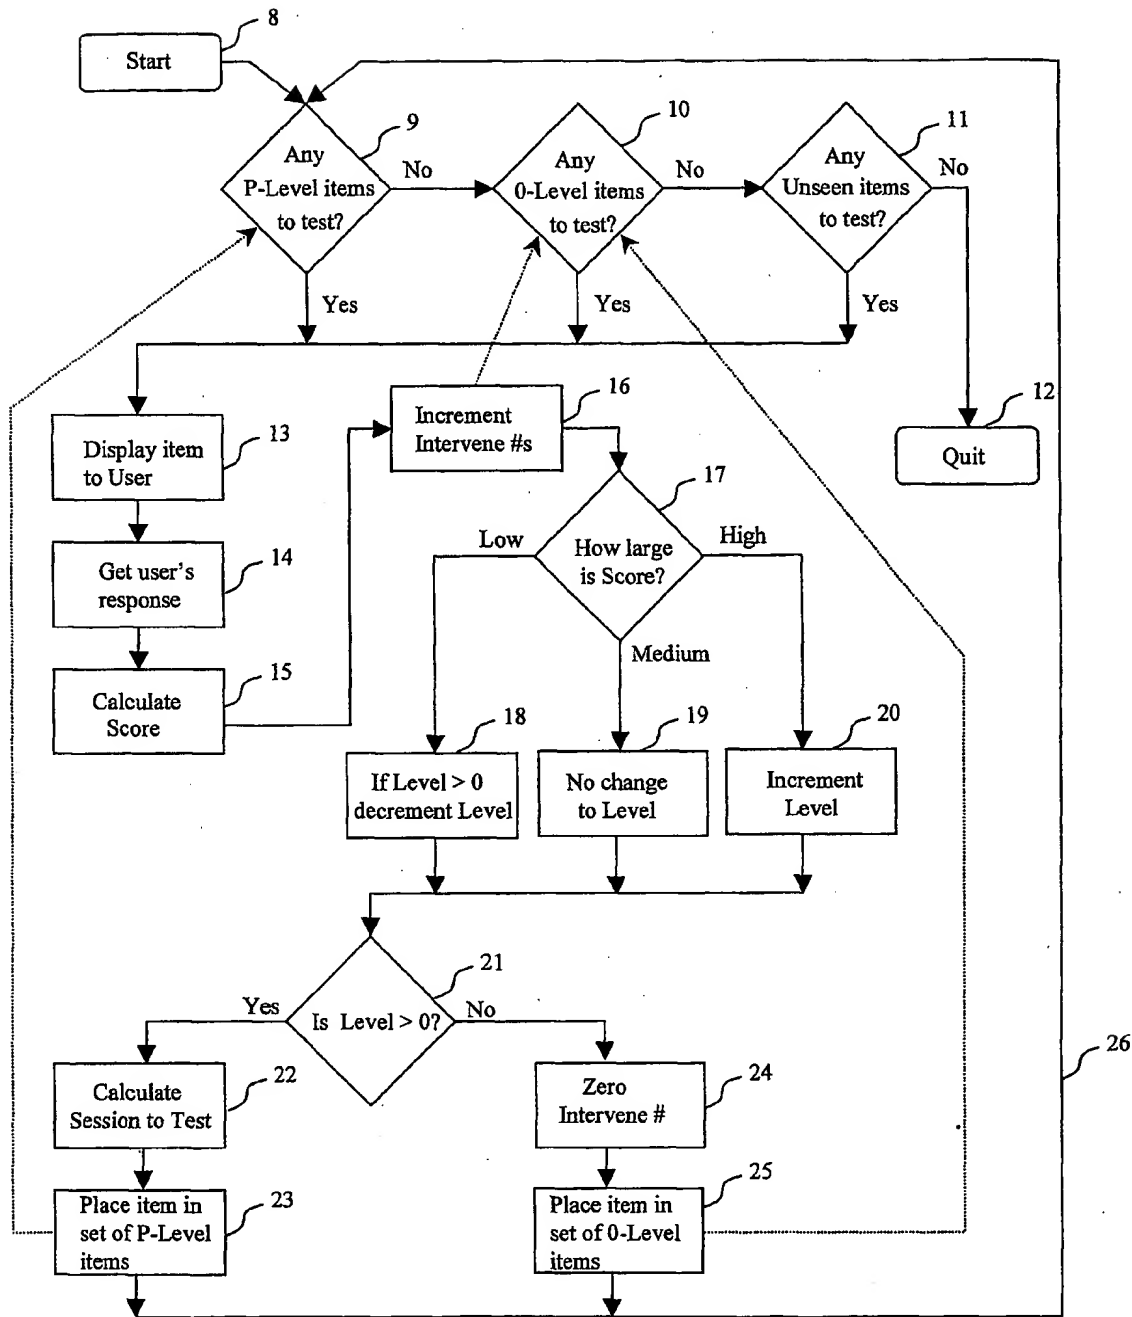 8
Start
9
Any
P-Level items
to test?
No
10
Any
0-Level items
to test?
No
11
Any
Unseen items
to test?
No
Yes
Yes
Yes
12
Quit
13
Display item
to User
16
Increment
Intervene #s
14
Get user's
response
17
How large
is Score?
Low
High
Medium
15
Calculate
Score
18
If Level > 0
decrement Level
19
No change
to Level
20
Increment
Level
21
Is Level > 0?
Yes
No
22
Calculate
Session to Test
24
Zero
Intervene #
26
23
Place item in
set of P-Level
items
25
Place item in
set of 0-Level
items